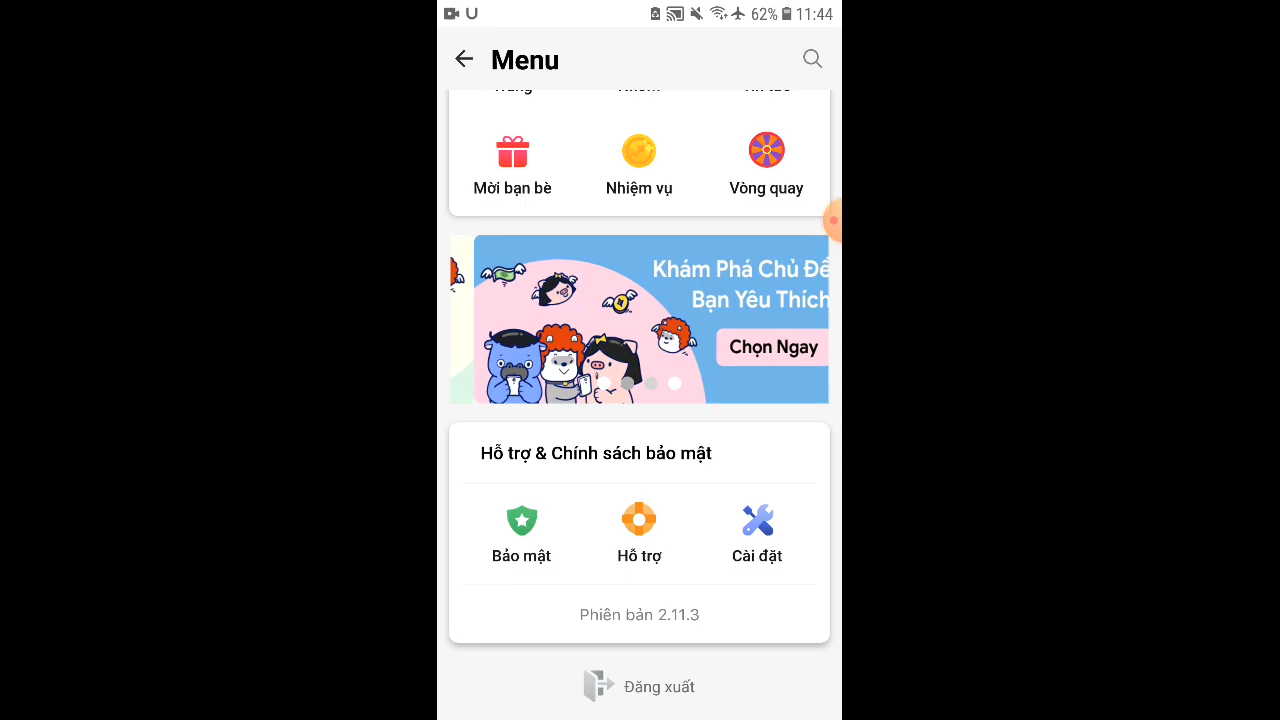 62% 11:44
Menu
Mời bạn bè Nhiệm vụ Vòng quay
Khám Phá Chủ Đề
Bạn Yêu Thích
Chọn Ngay
Hỗ trợ & Chính sách bảo mật
Bảo mật Hỗ trợ Cài đặt
Phiên bản 2.11.3
Đăng xuất